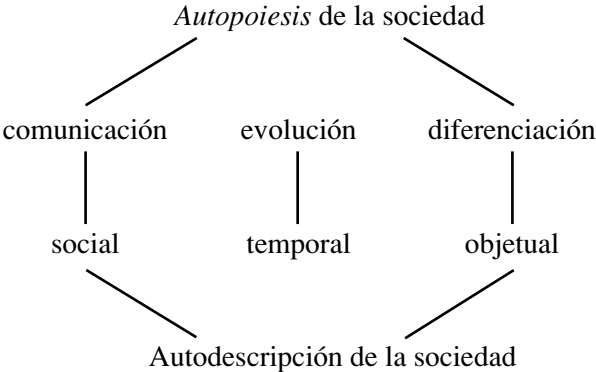 Autopoiesis de la sociedad
comunicación evolución diferenciación
social temporal objetual
Autodescripción de la sociedad